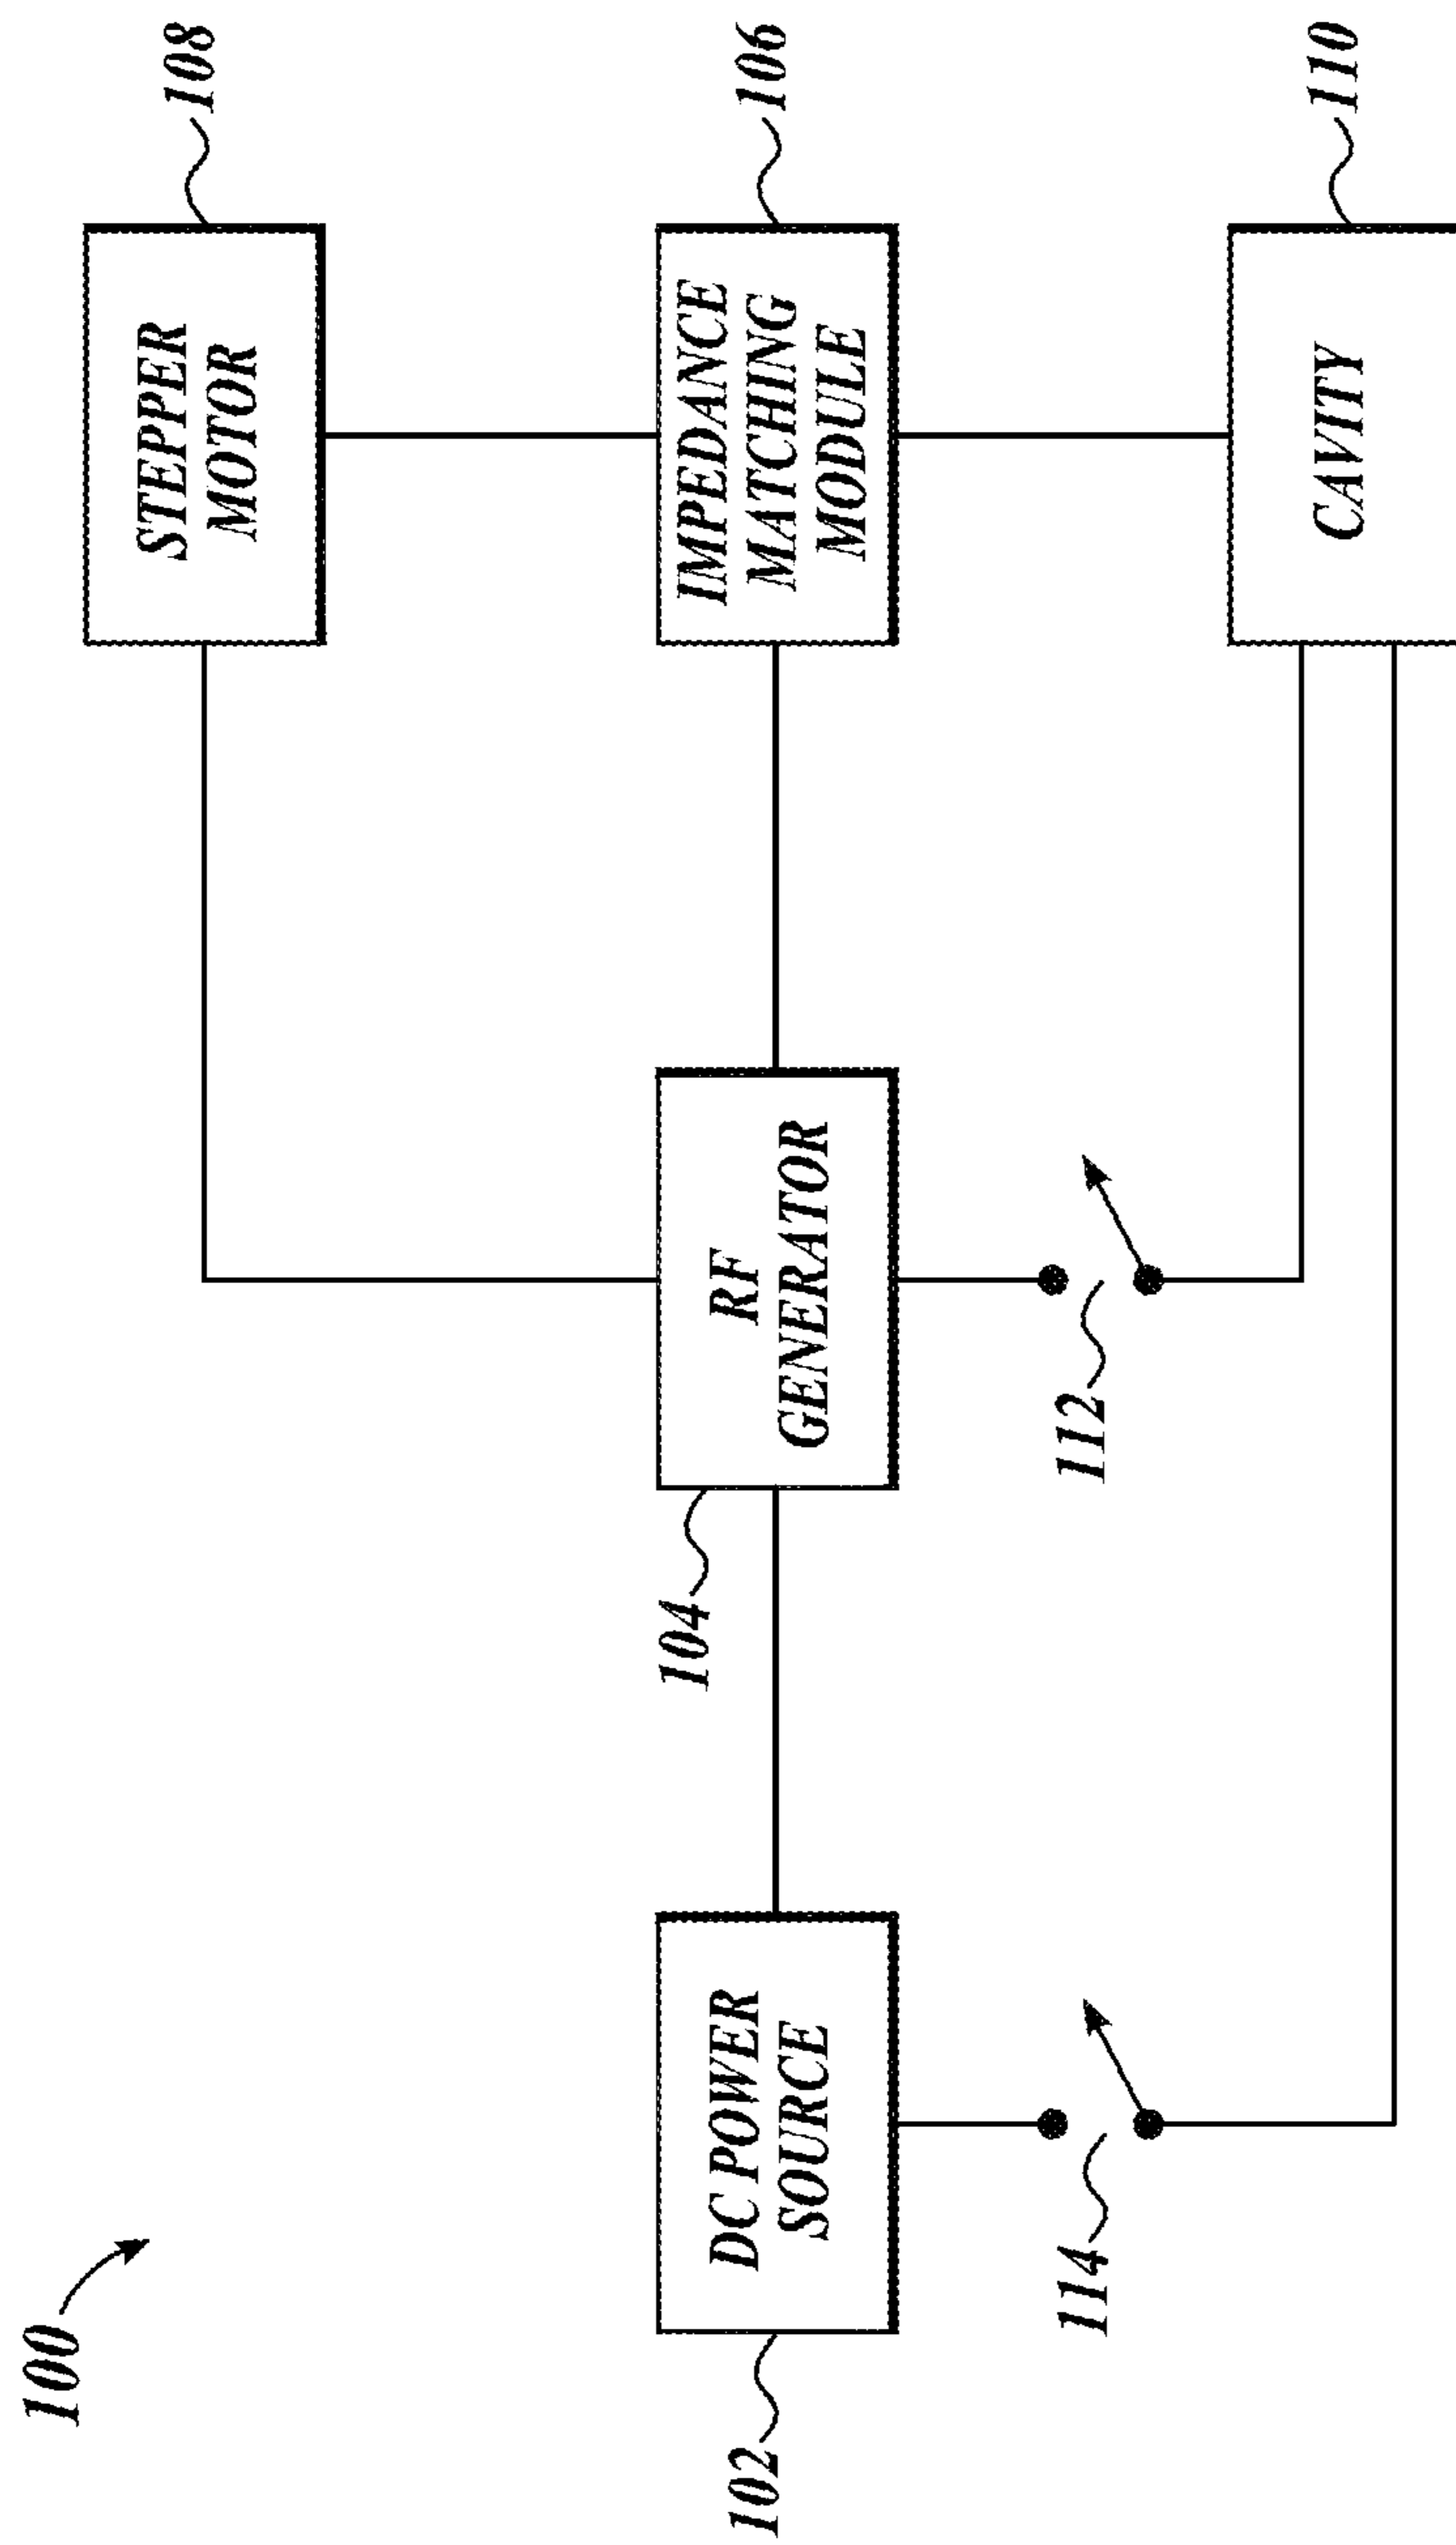 100
STEPPER
MOTOR
108
104
DC POWER
SOURCE
RF
GENERATOR
IMPEDANCE
MATCHING
MODULE
102
106
114
112
CAVITY
110